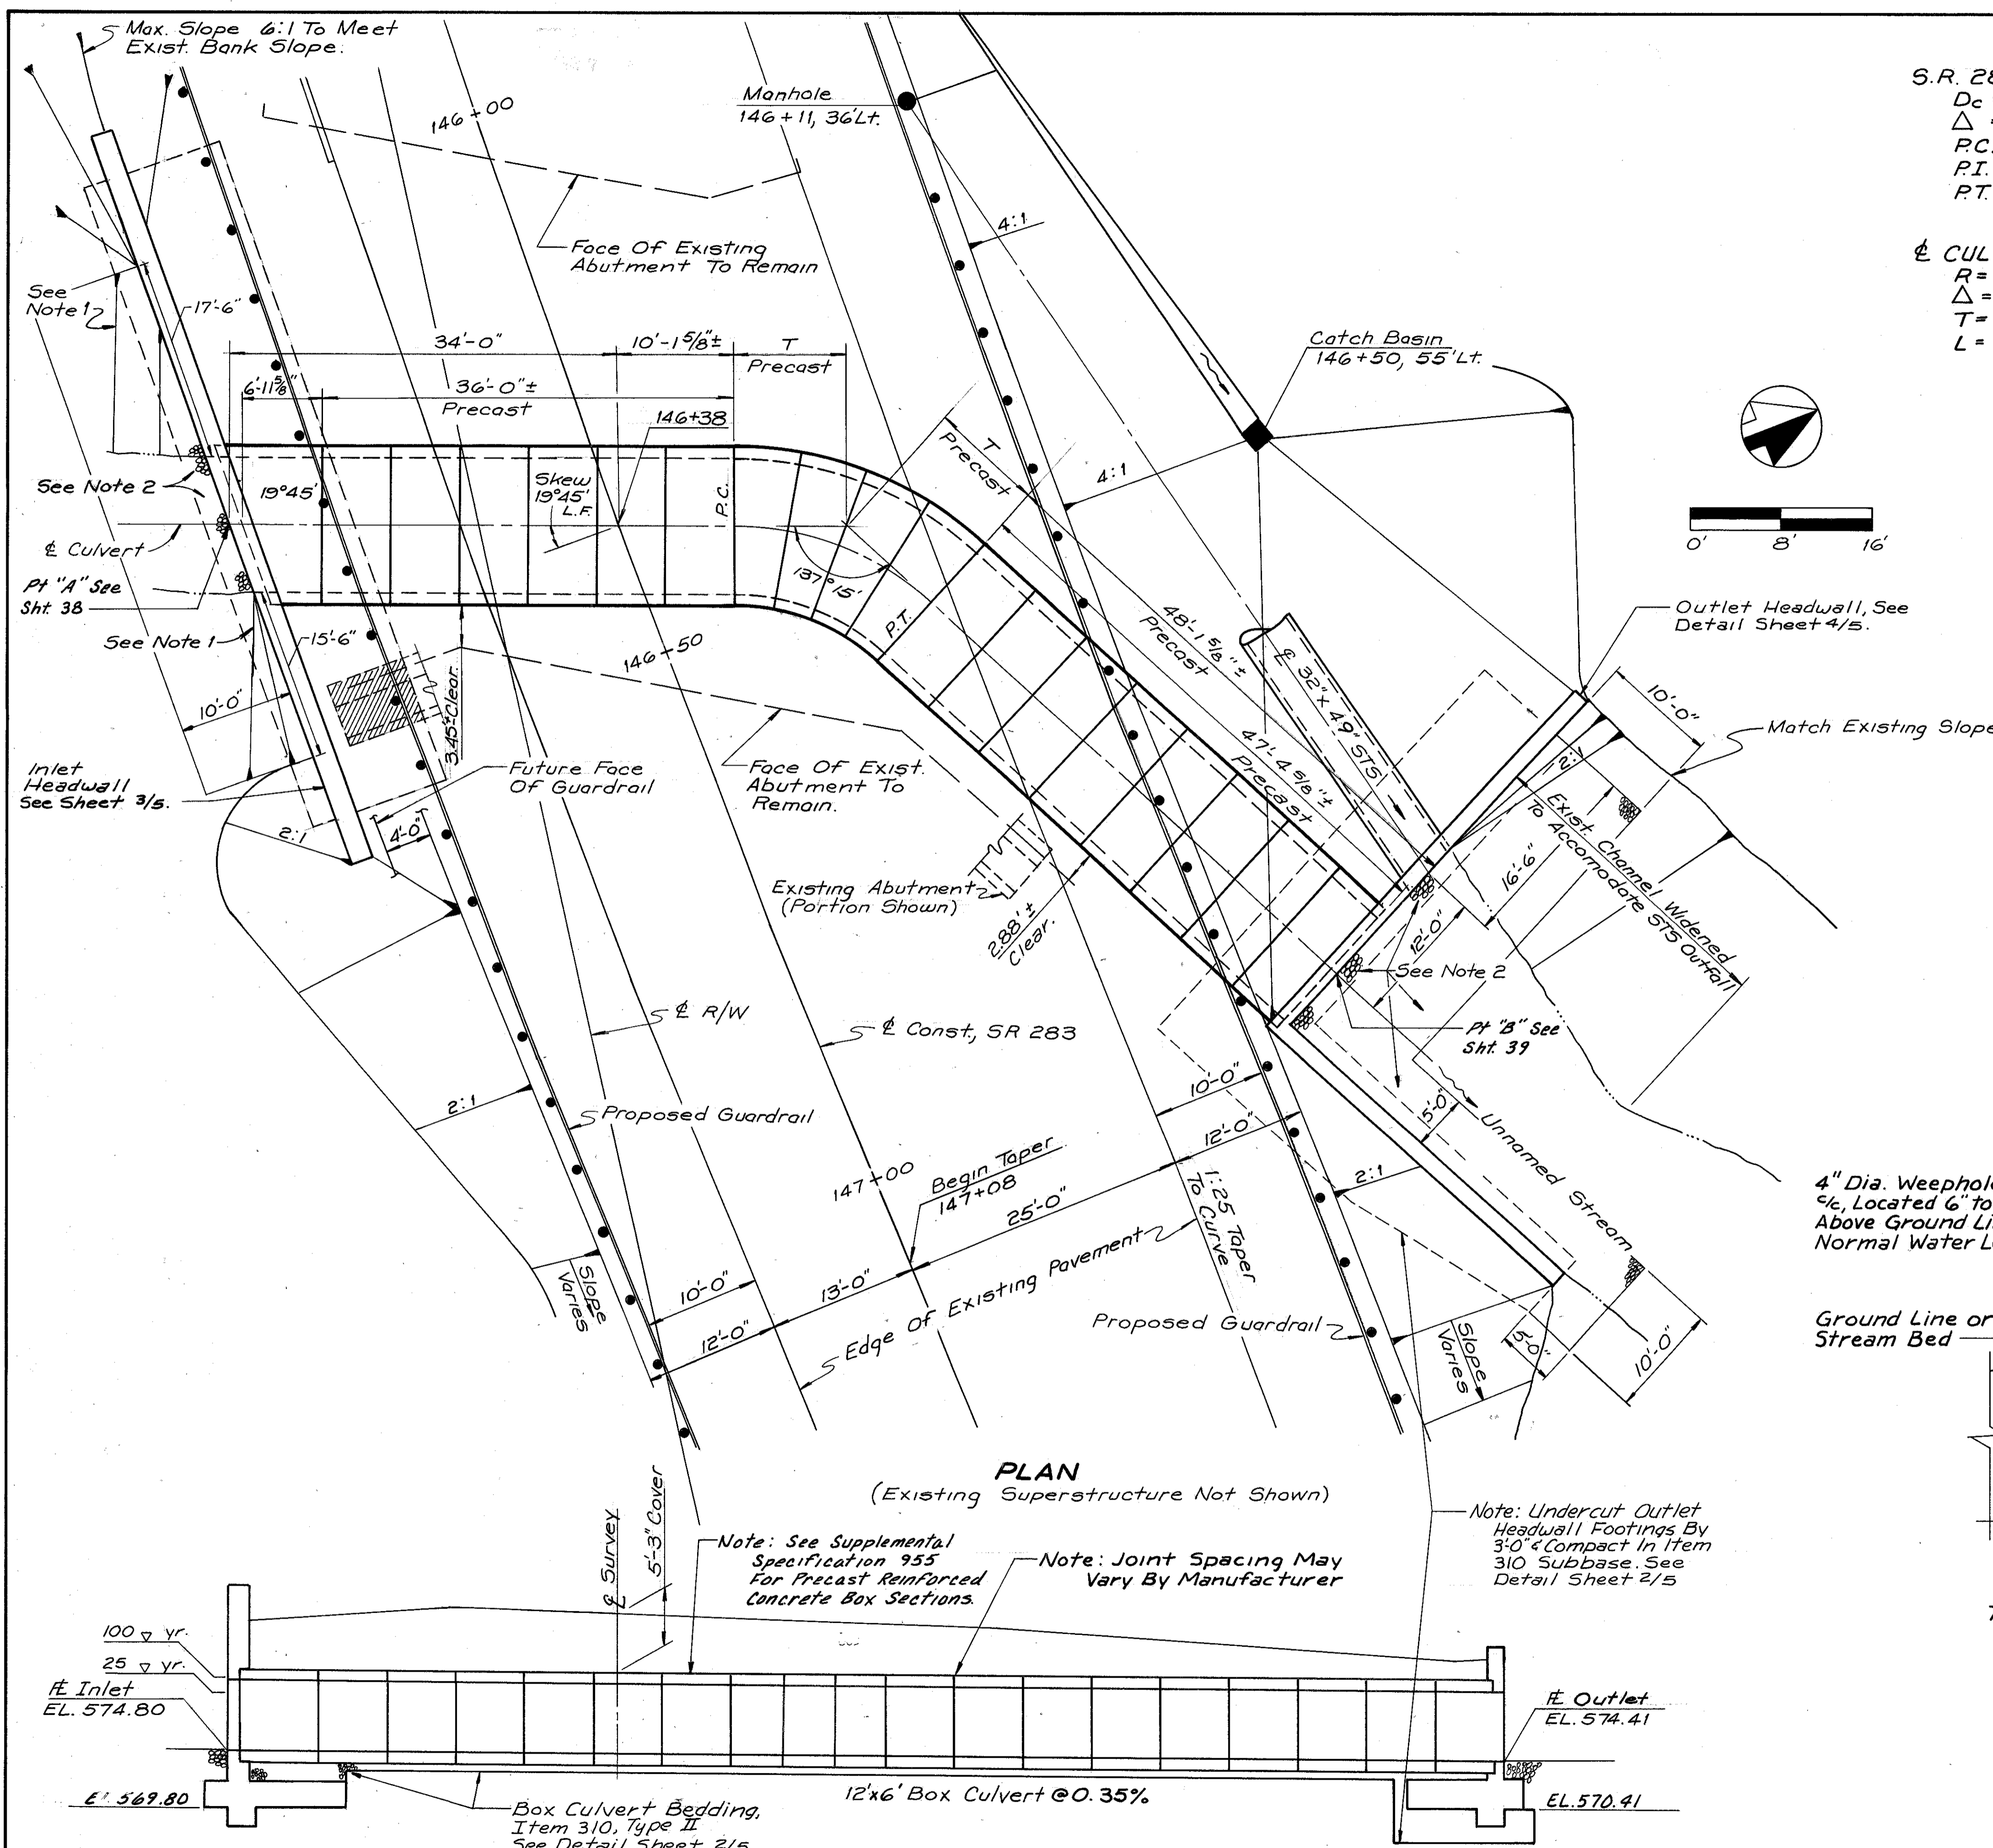 Max. Slope 6:1 To Meet
Exist. Bank Slope.
146+00
Manhole
146+11, 36' Lt.
S.R. 28
Dc
Δ =
P.C.
P.I.
P.T.
Face Of Existing
Abutment To Remain
4:1
See
Note 1
17'-6"
34'-0"
10'-1 5/8" ±
T
Precast
6'-11 5/8"
36'-0" ±
Precast
146+38
Catch Basin
146+50, 55' Lt.
℄ CUL
R =
Δ =
T =
L =
See Note 2
19°45'
Skew
19°45'
L.F.
P.C.
T
Precast
4:1
℄ Culvert
Pt "A" See
Sht. 38
137°15'
0' 8' 16'
See Note 1
15'-6"
P.T.
146+50
48'-1 5/8" ±
Precast
℄ 32" x 49" STS
Outlet Headwall, See
Detail Sheet 4/5.
10'-0"
Match Existing Slope
10'-0"
3.45' ± Clear.
47'-4 5/8" ±
Precast
2:1
Inlet
Headwall
See Sheet 3/5.
Future Face
Of Guardrail
Face Of Exist.
Abutment To
Remain.
Exist. Channel Widened
To Accomodate STS Outfall
2:1
4'-0"
16'-6"
Existing Abutment
(Portion Shown)
2.88' ±
Clear.
12'-0"
See Note 2
℄ R/W
℄ Const., SR 283
Pt "B" See
Sht. 39
10'-0"
5'-0"
Unnamed Stream
2:1
Proposed Guardrail
12'-0"
147+00
Begin Taper
147+08
25'-0"
1:25 Taper
To Curve
2:1
4" Dia. Weephol
c/c, Located 6" to
Above Ground Li
Normal Water L
Slope
Varies
10'-0"
13'-0"
12'-0"
Edge Of Existing Pavement
Proposed Guardrail
Slope
Varies
5'-0"
10'-0"
Ground Line or
Stream Bed
PLAN
(Existing Superstructure Not Shown)
℄ Survey
5'-3" Cover
Note: See Supplemental
Specification 955
For Precast Reinforced
Concrete Box Sections.
Note: Joint Spacing May
Vary By Manufacturer
Note: Undercut Outlet
Headwall Footings By
3'-0" & Compact In Item
310 Subbase. See
Detail Sheet 2/5
100 yr.
25 yr.
FL Inlet
EL. 574.80
FL Outlet
EL. 574.41
El. 569.80
12'x6' Box Culvert @ 0.35%
EL. 570.41
Box Culvert Bedding,
Item 310, Type II
See Detail Sheet 2/5